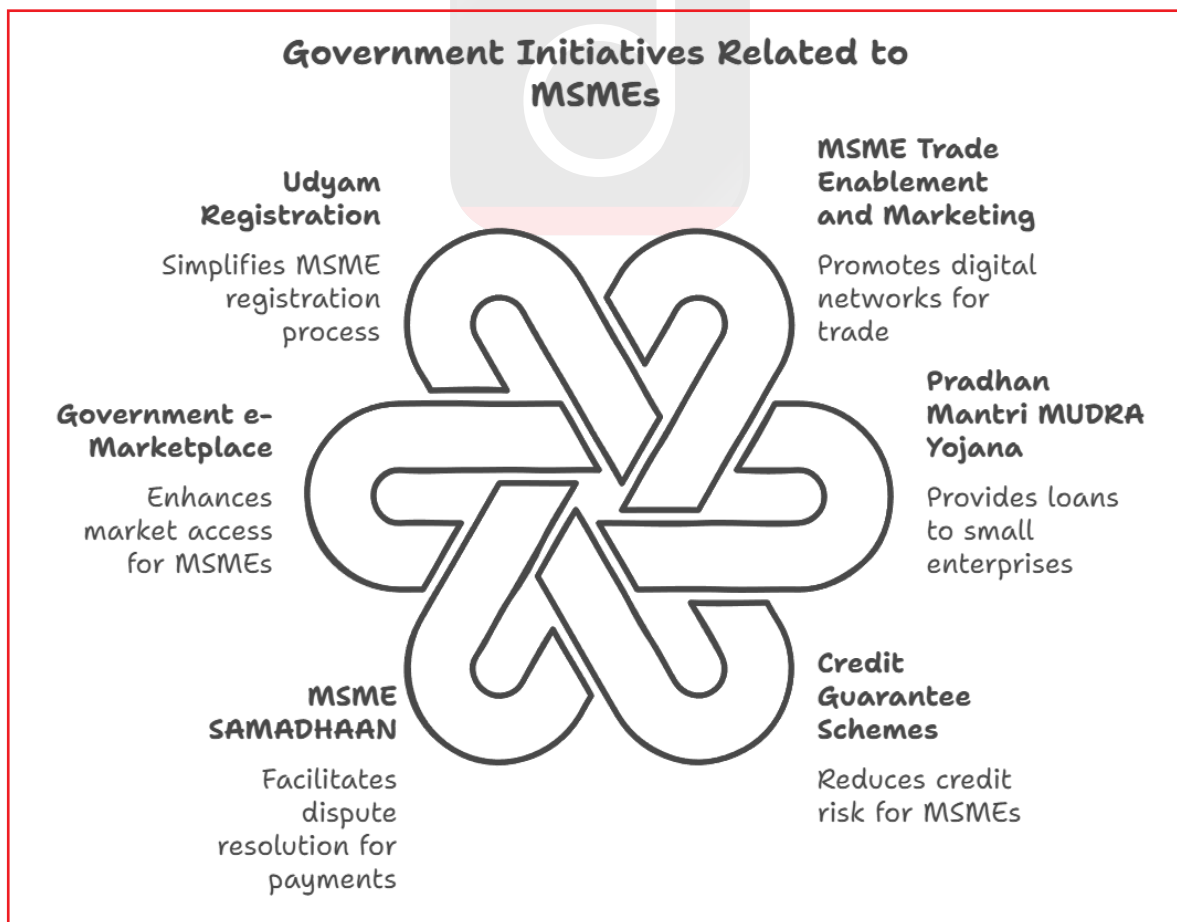 Government Initiatives Related to
MSMEs
Udyam
Registration
Simplifies MSME
registration
process
MSME Trade
Enablement
and Marketing
Promotes digital
networks for
trade
Government e-
Marketplace
Enhances
market access
for MSMEs
Pradhan
Mantri MUDRA
Yojana
Provides loans
to small
enterprises
MSME
SAMADHAAN
Facilitates
dispute
resolution for
payments
Credit
Guarantee
Schemes
Reduces credit
risk for MSMEs